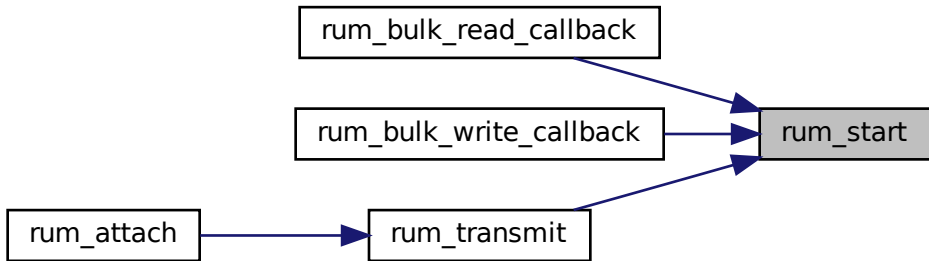 rum_bulk_read_callback
rum_bulk_write_callback
rum_start
rum_attach
rum_transmit